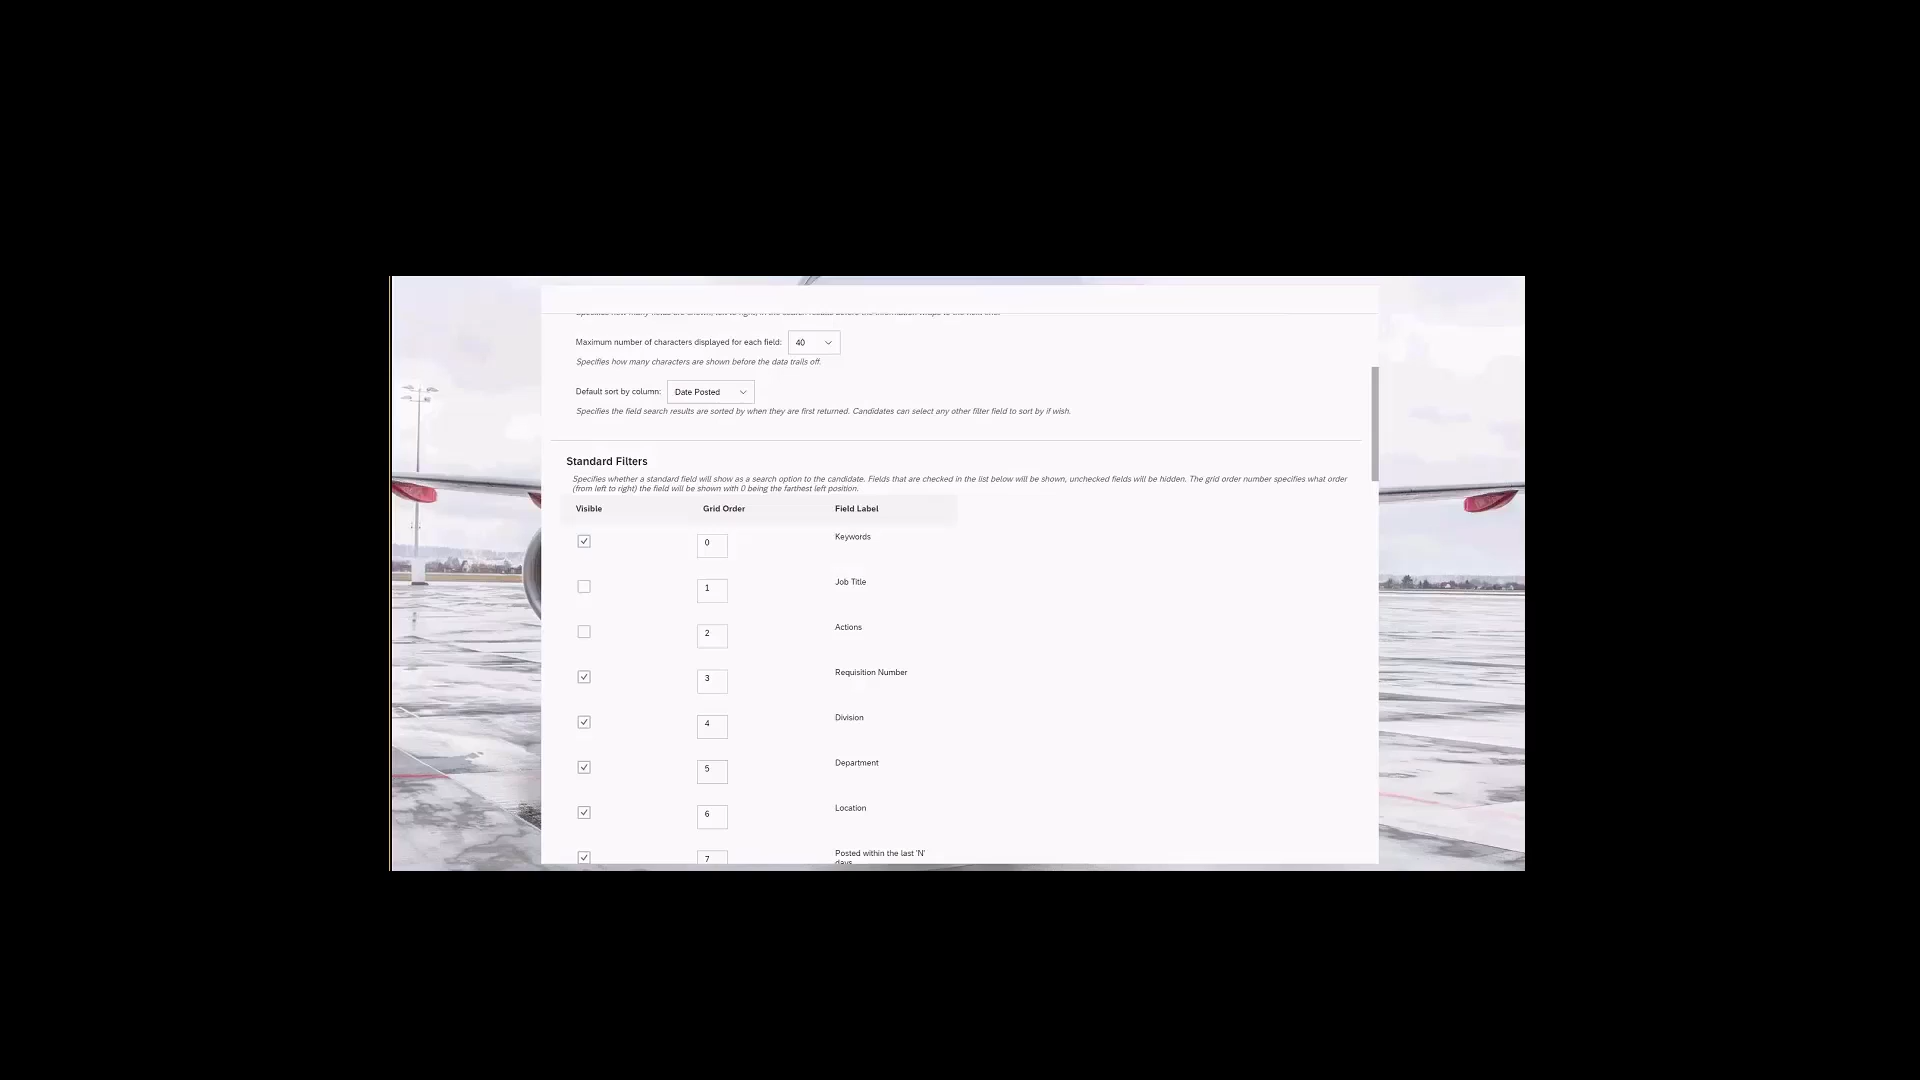 Maximum number of characters displayed for each field: 40
Specifies how many characters are shown before the data trails off.
Default sort by column: Date Posted
Specifies the field search results are sorted by when they are first returned. Candidates can select any other filter field to sort by if wish.
Standard Filters
Specifies whether a standard field will show as a search option to the candidate. Fields that are checked in the list below will be shown, unchecked fields will be hidden. The grid order number specifies what order
(from left to right) the field will be shown with 0 being the farthest left position.
Visible Grid Order Field Label
0 Keywords
1 Job Title
2 Actions
3 Requisition Number
4 Division
5 Department
6 Location
7 Posted within the last 'N'
days